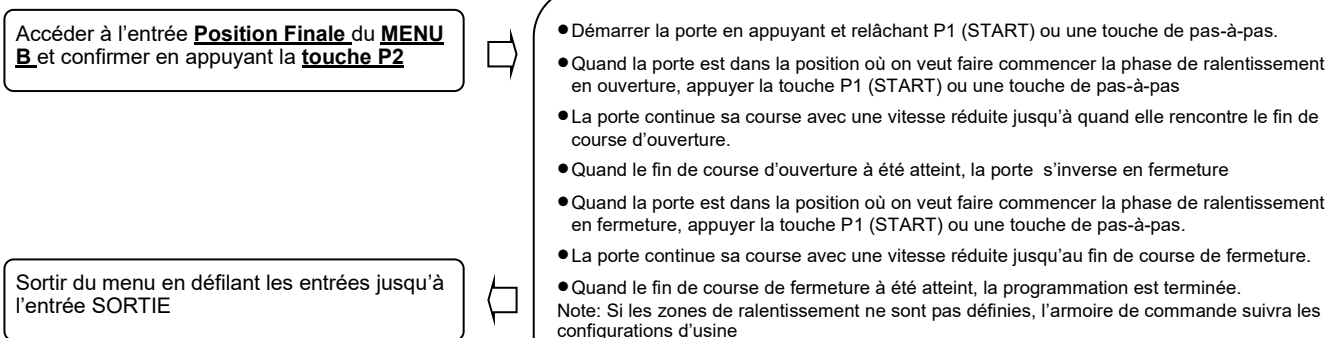 Accéder à l'entrée Position Finale du MENU
B et confirmer en appuyant la touche P2
●Démarrer la porte en appuyant et relâchant P1 (START) ou une touche de pas-à-pas.
●Quand la porte est dans la position où on veut faire commencer la phase de ralentissement
en ouverture, appuyer la touche P1 (START) ou une touche de pas-à-pas
●La porte continue sa course avec une vitesse réduite jusqu'à quand elle rencontre le fin de
course d'ouverture.
●Quand le fin de course d'ouverture à été atteint, la porte s'inverse en fermeture
●Quand la porte est dans la position où on veut faire commencer la phase de ralentissement
en fermeture, appuyer la touche P1 (START) ou une touche de pas-à-pas.
●La porte continue sa course avec une vitesse réduite jusqu'au fin de course de fermeture.
●Quand le fin de course de fermeture à été atteint, la programmation est terminée.
Note: Si les zones de ralentissement ne sont pas définies, l'armoire de commande suivra les
configurations d'usine
Sortir du menu en défilant les entrées jusqu'à
l'entrée SORTIE